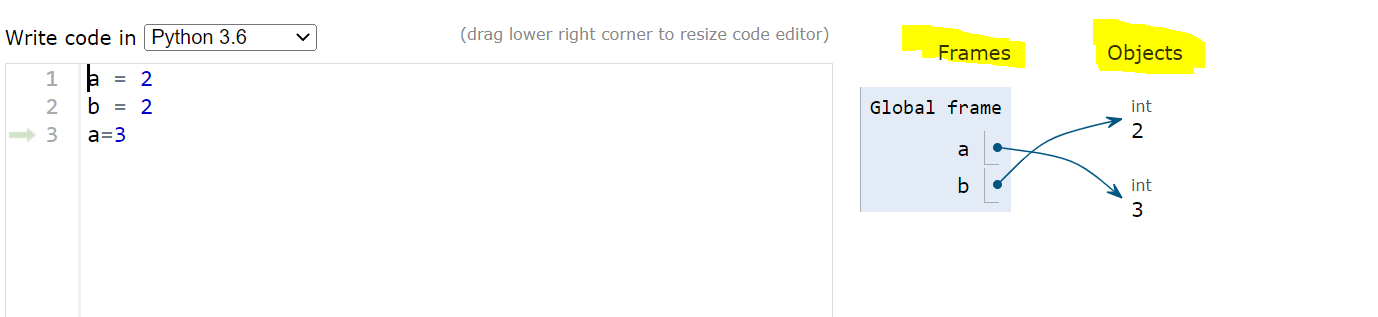 Write code in Python 3.6
(drag lower right corner to resize code editor)
1 a = 2
2 b = 2
3 a=3
Frames
Objects
Global frame
a
b
int
2
int
3